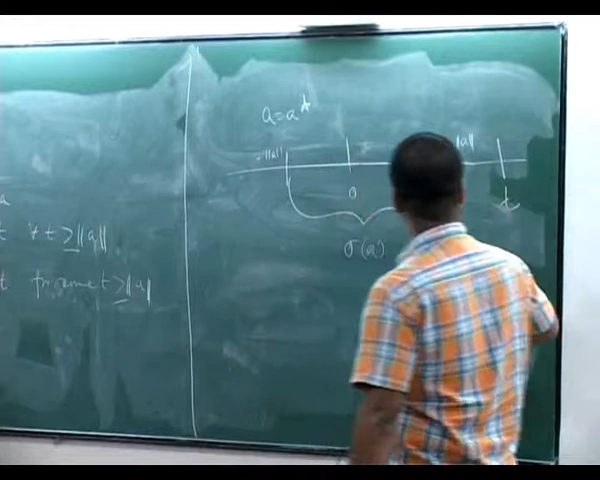 a
t ∀ t ≥ ||a||
t for some t ≥ ||a||
a = a*
-||a|| 0 ||a|| t
σ(a)